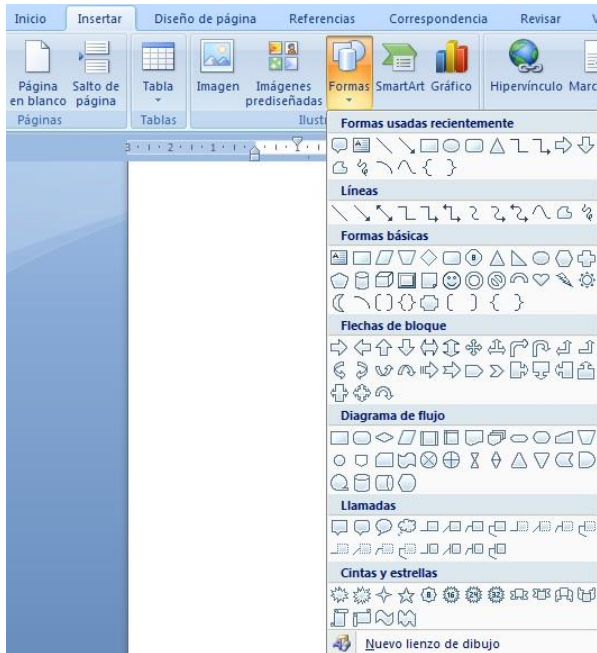 Inicio Insertar Diseño de página Referencias Correspondencia Revisar
Página en blanco
Salto de página
Tabla
Imagen
Imágenes prediseñadas
Formas
SmartArt
Gráfico
Hipervínculo
Páginas Tablas
Formas usadas recientemente
Líneas
Formas básicas
Flechas de bloque
Diagrama de flujo
Llamadas
Cintas y estrellas
Nuevo lienzo de dibujo